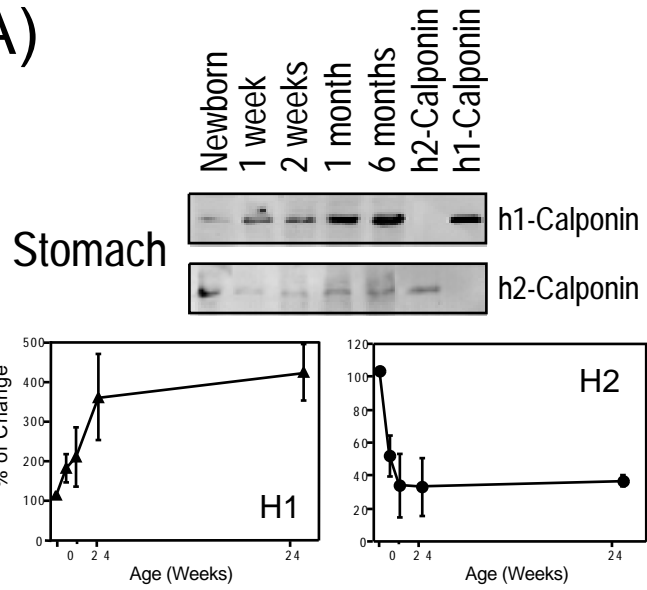 A)
Newborn
1 week
2 weeks
1 month
6 months
h2-Calponin
h1-Calponin
Stomach
h1-Calponin
h2-Calponin
% of Change
500
400
300
200
100
0
H1
0 2 4 24
Age (Weeks)
120
100
80
60
40
20
0
H2
0 2 4 24
Age (Weeks)